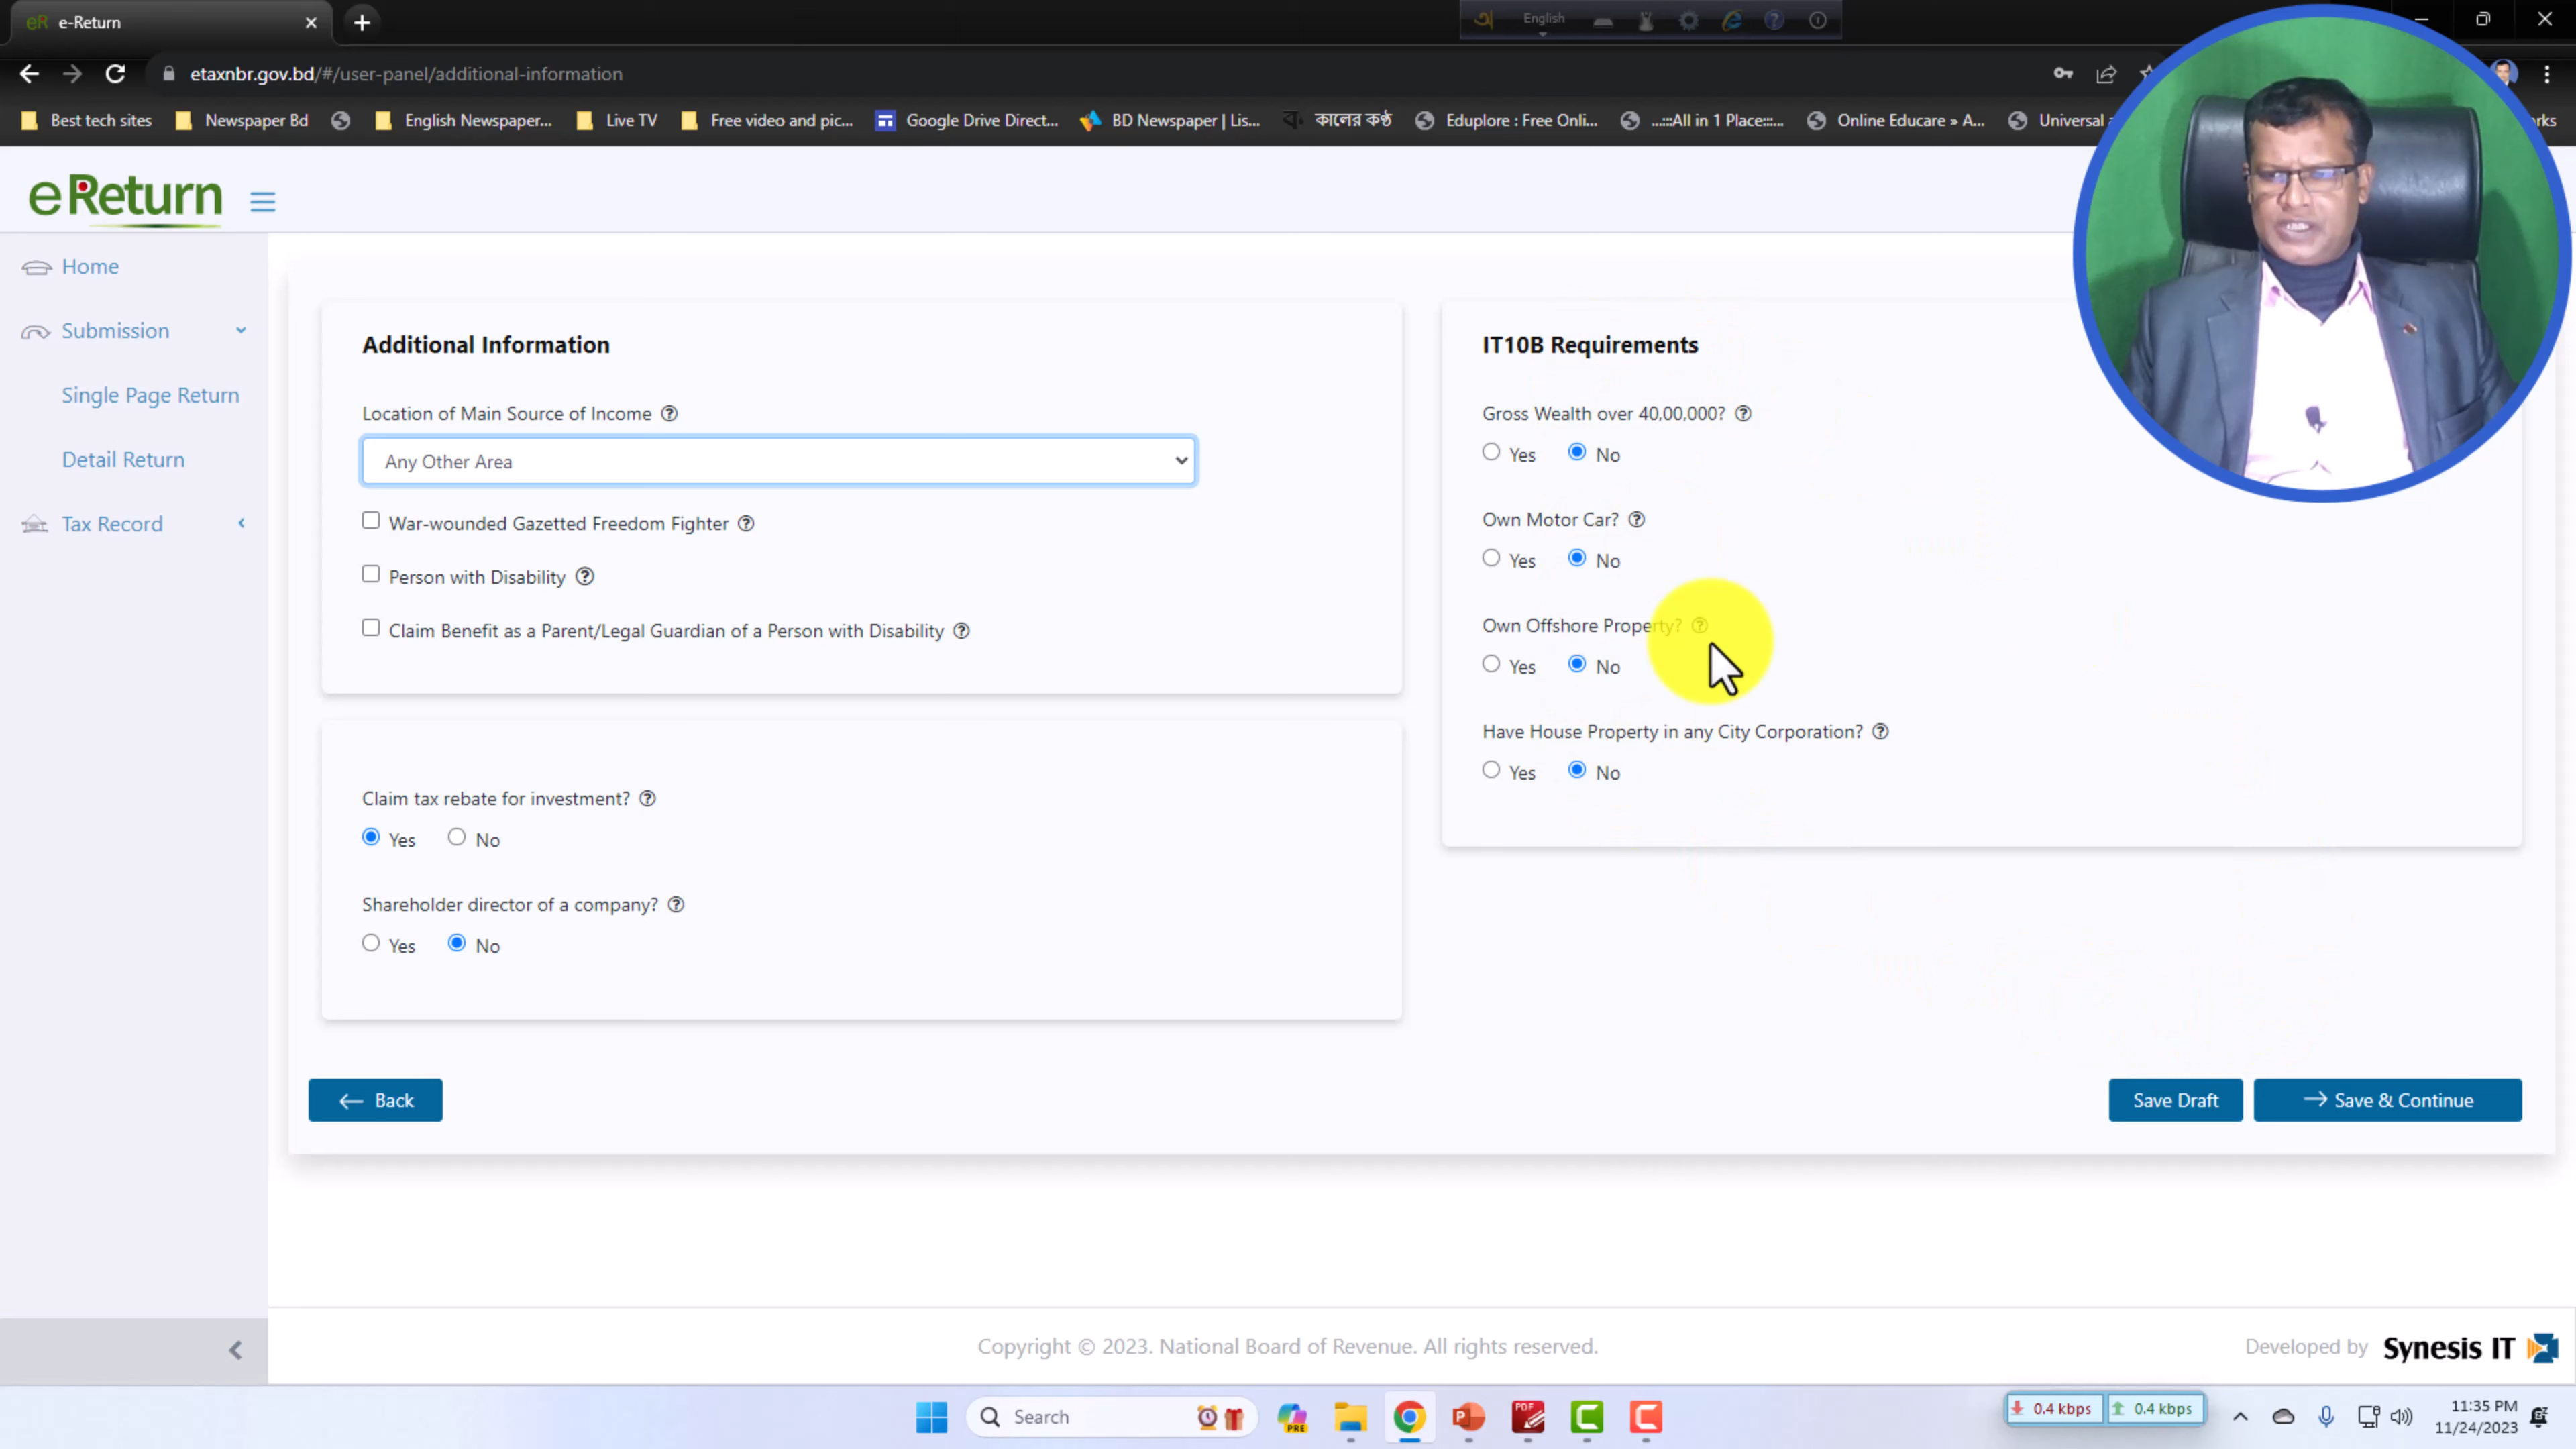 e-Return
English
etaxnbr.gov.bd/#/user-panel/additional-information
Best tech sites
Newspaper Bd
English Newspaper...
Live TV
Free video and pic...
Google Drive Direct...
BD Newspaper | Lis...
কালের কণ্ঠ
Eduplore : Free Onli...
...:::All in 1 Place:::...
Online Educare » A...
Universal
rks
eReturn
Home
Submission
Single Page Return
Detail Return
Tax Record
Additional Information
Location of Main Source of Income
Any Other Area
War-wounded Gazetted Freedom Fighter
Person with Disability
Claim Benefit as a Parent/Legal Guardian of a Person with Disability
Claim tax rebate for investment?
Yes No
Shareholder director of a company?
Yes No
IT10B Requirements
Gross Wealth over 40,00,000?
Yes No
Own Motor Car?
Yes No
Own Offshore Property?
Yes No
Have House Property in any City Corporation?
Yes No
Back
Save Draft
Save & Continue
Copyright © 2023. National Board of Revenue. All rights reserved.
Developed by Synesis IT
Search
PRE
PDF
0.4 kbps
0.4 kbps
11:35 PM
11/24/2023